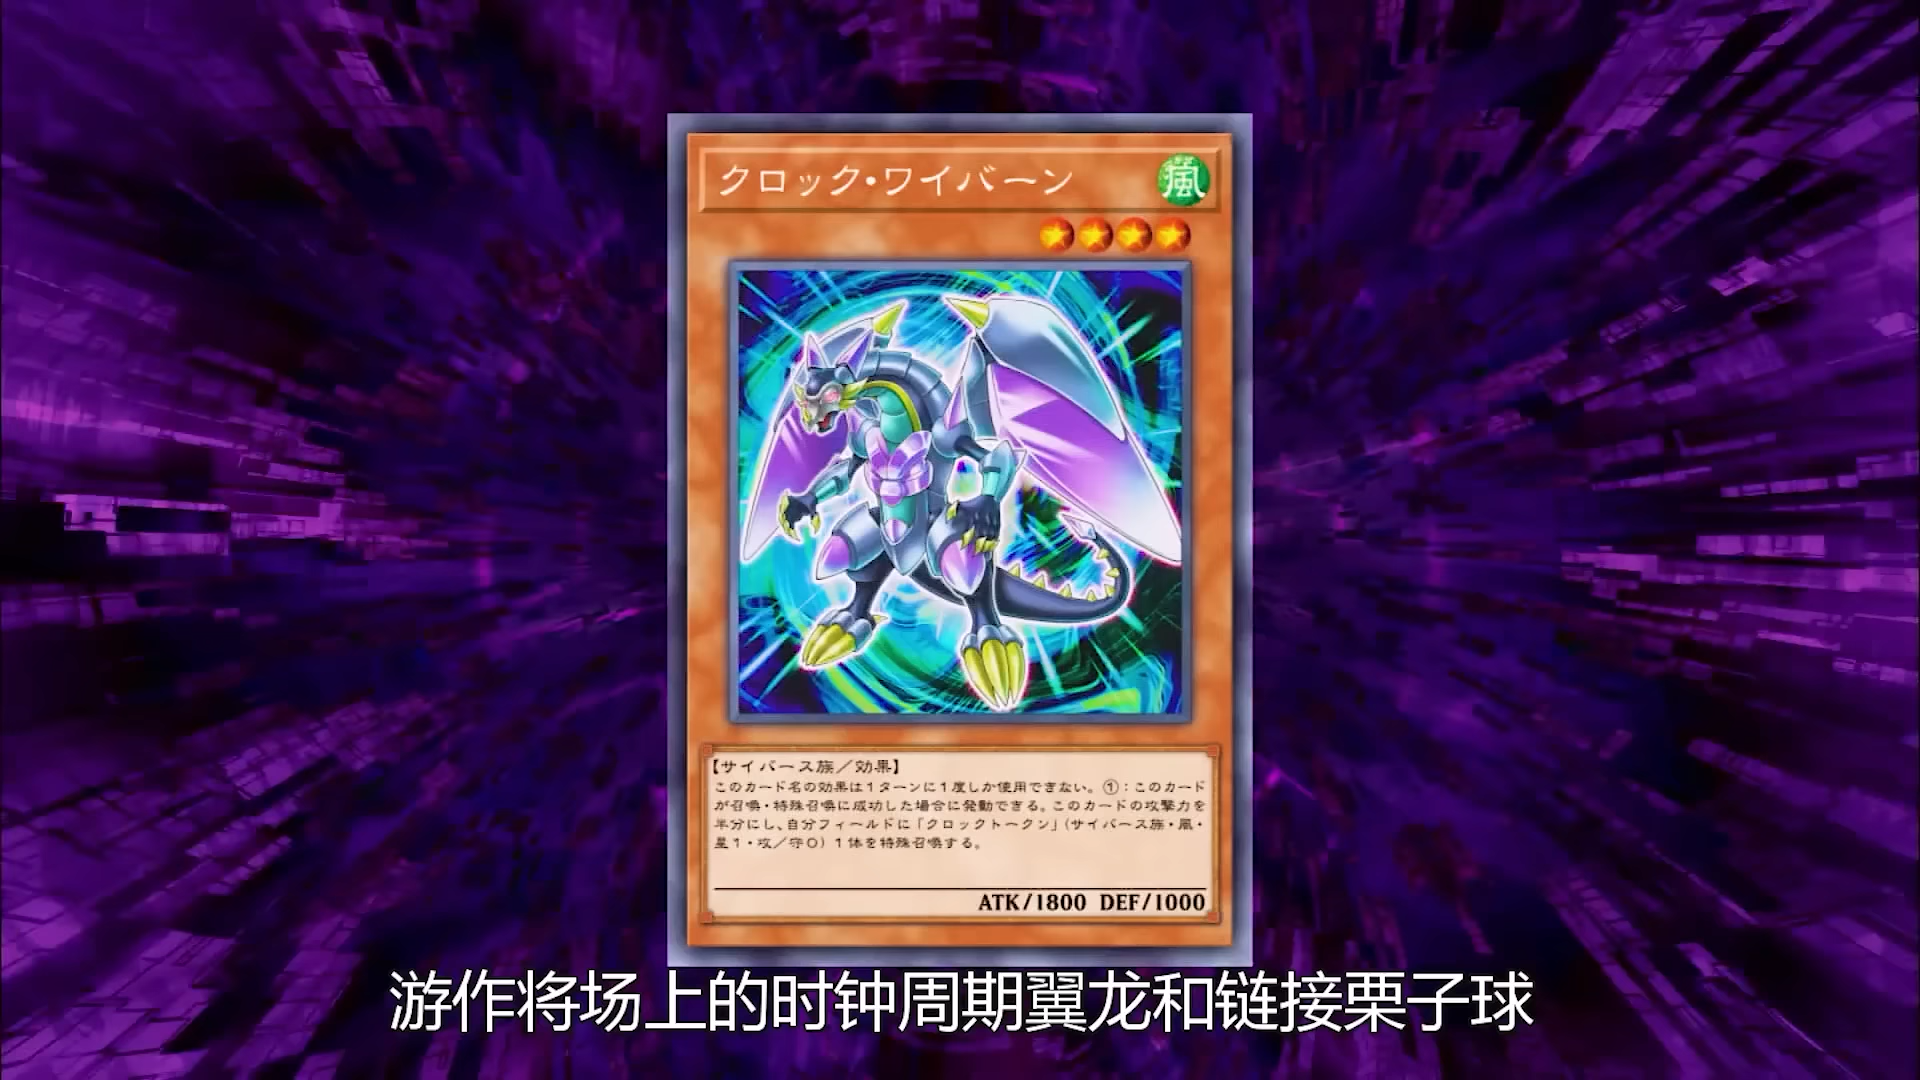 クロック・ワイバーン
風
【サイバース族／効果】
このカード名の効果は１ターンに１度しか使用できない。①：このカード
が召喚・特殊召喚に成功した場合に発動できる。このカードの攻撃力を
半分にし、自分フィールドに「クロックトークン」（サイバース族・風・
星１・攻／守０）１体を特殊召喚する。
ATK/1800 DEF/1000
游作将场上的时钟周期翼龙和链接栗子球